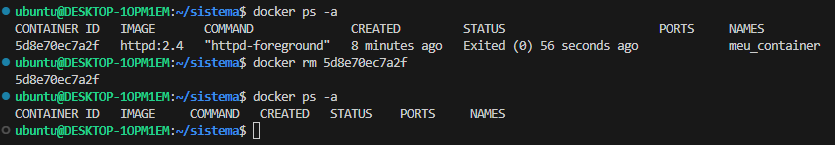 ubuntu@DESKTOP-1OPM1EM:~/sistema$ docker ps -a
CONTAINER ID   IMAGE       COMMAND              CREATED         STATUS                      PORTS     NAMES
5d8e70ec7a2f   httpd:2.4   "httpd-foreground"   8 minutes ago   Exited (0) 56 seconds ago             meu_container
ubuntu@DESKTOP-1OPM1EM:~/sistema$ docker rm 5d8e70ec7a2f
5d8e70ec7a2f
ubuntu@DESKTOP-1OPM1EM:~/sistema$ docker ps -a
CONTAINER ID   IMAGE     COMMAND   CREATED   STATUS    PORTS     NAMES
ubuntu@DESKTOP-1OPM1EM:~/sistema$